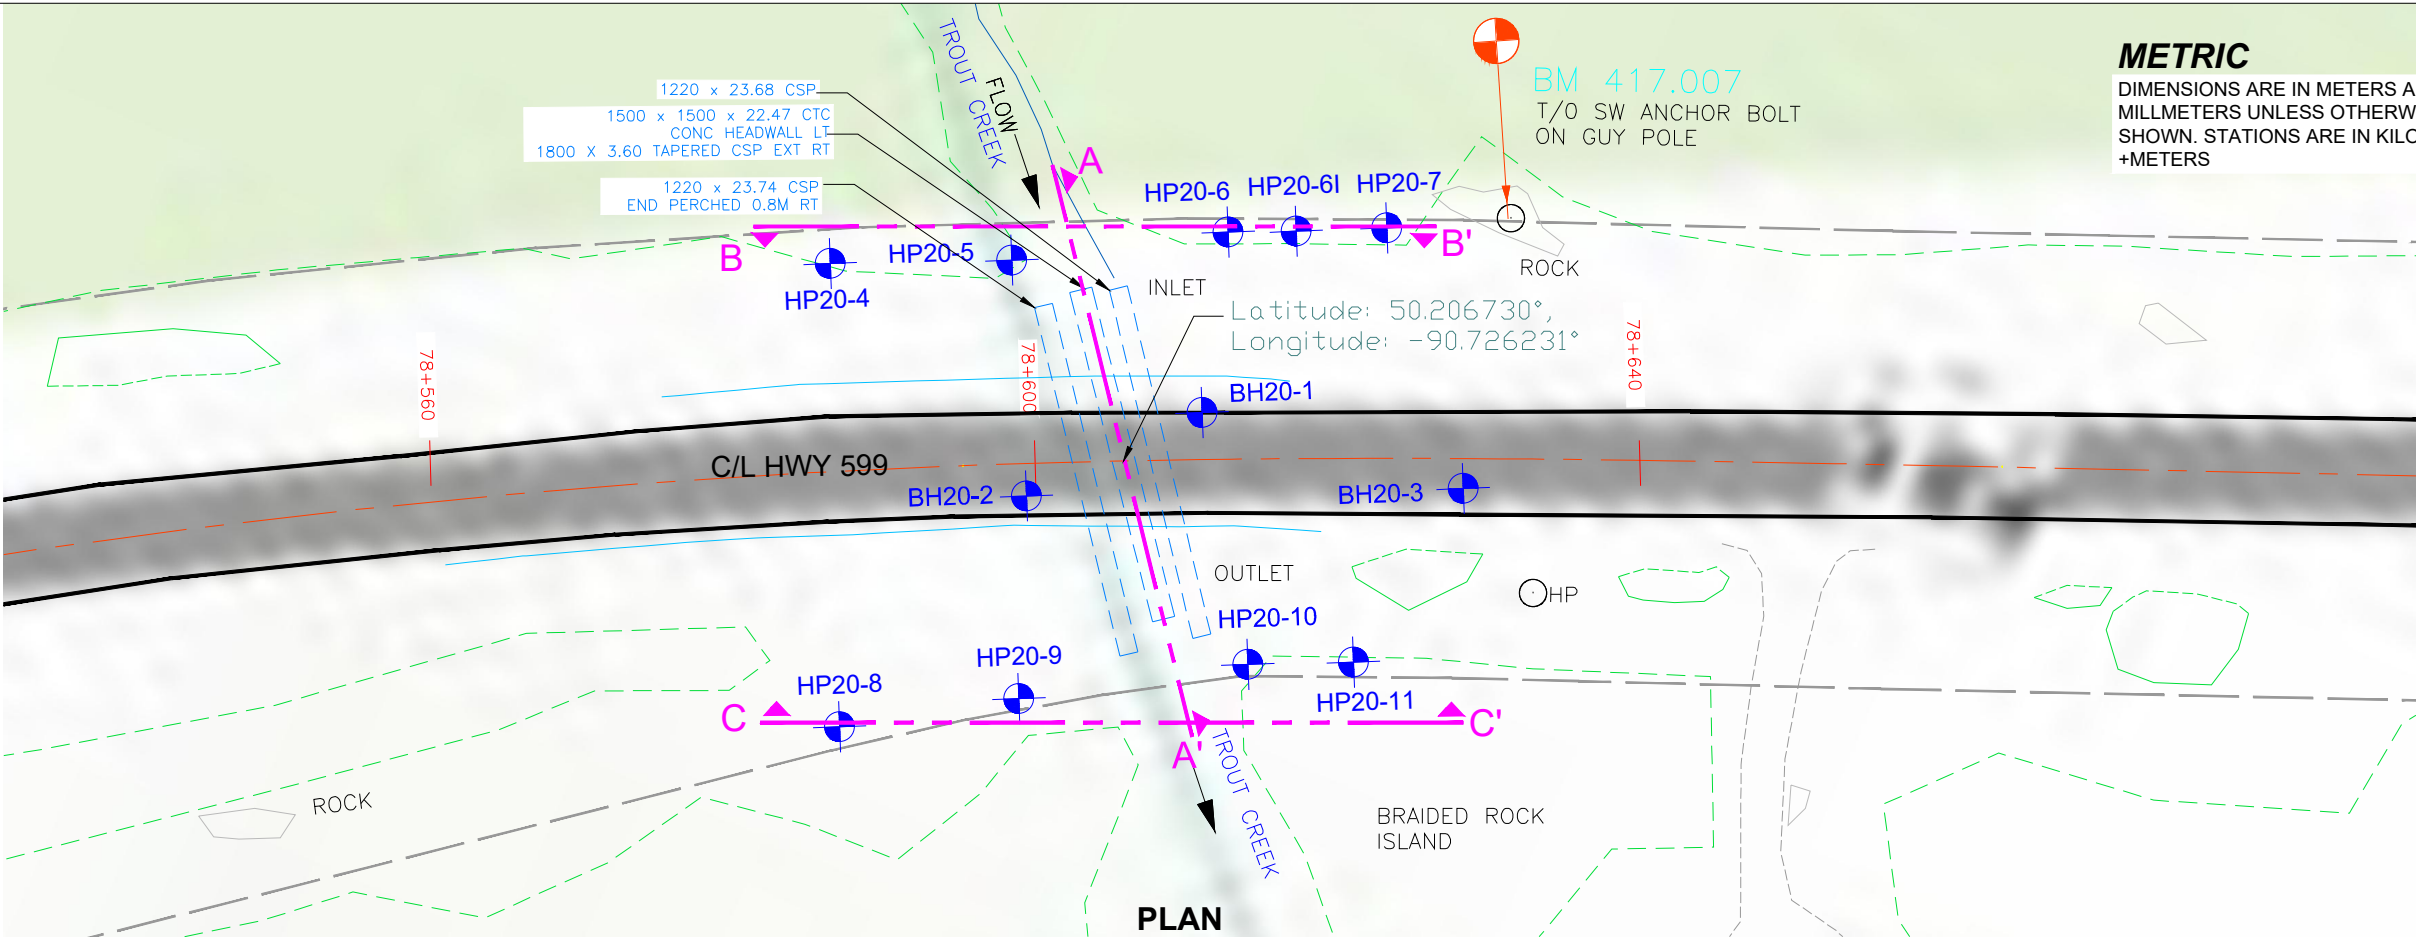 METRIC
DIMENSIONS ARE IN METERS A
MILLMETERS UNLESS OTHERW
SHOWN. STATIONS ARE IN KILO
+METERS
BM 417.007
T/O SW ANCHOR BOLT
ON GUY POLE
TROUT CREEK
FLOW
1220 x 23.68 CSP
1500 x 1500 x 22.47 CTC
CONC HEADWALL LT
1800 X 3.60 TAPERED CSP EXT RT
1220 x 23.74 CSP
END PERCHED 0.8M RT
A
HP20-6
HP20-6I
HP20-7
B
HP20-5
B'
HP20-4
INLET
ROCK
Latitude: 50.206730°,
Longitude: -90.726231°
78+560
78+600
78+640
BH20-1
C/L HWY 599
BH20-2
BH20-3
OUTLET
HP
HP20-10
HP20-9
HP20-8
HP20-11
C
C'
A'
TROUT CREEK
ROCK
BRAIDED ROCK
ISLAND
PLAN